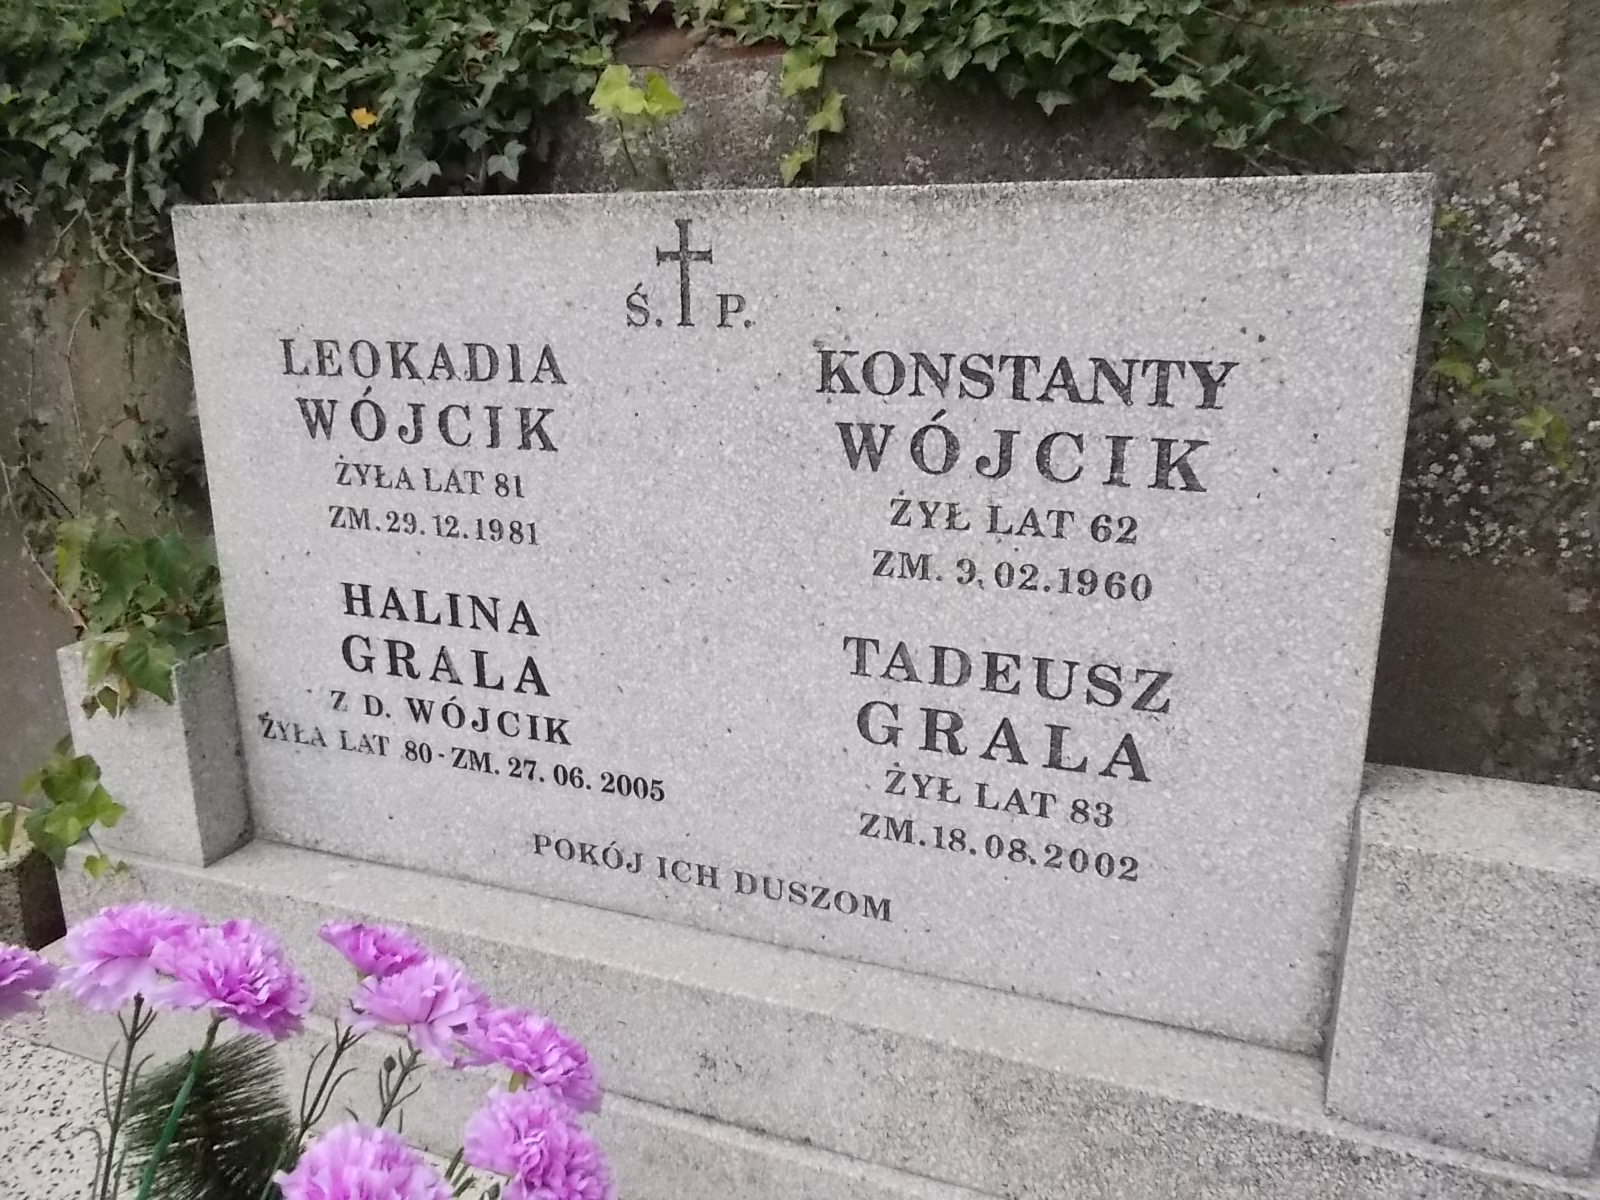 Ś. P.
LEOKADIA
WÓJCIK
ŻYŁA LAT 81
ZM. 29.12.1981
KONSTANTY
WÓJCIK
ŻYŁ LAT 62
ZM. 9.02.1960
HALINA
GRALA
Z D. WÓJCIK
ŻYŁA LAT 80 - ZM. 27.06.2005
TADEUSZ
GRALA
ŻYŁ LAT 83
ZM. 18.08.2002
POKÓJ ICH DUSZOM